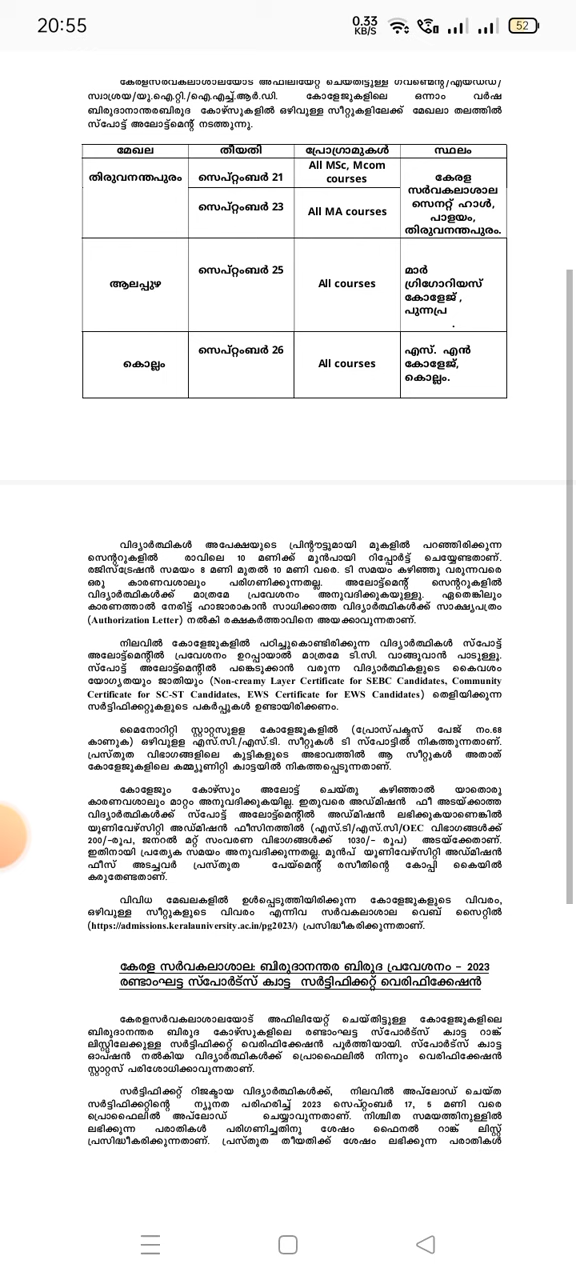 20:55
0.33 KB/S
52
കേരളസർവകലാശാലയോട് അഫിലിയേറ്റ് ചെയ്തിട്ടുള്ള ഗവണ്മെന്റ്/എയ്ഡഡ്/
സ്വാശ്രയ/യു.ഐ.റ്റി./ഐ.എച്ച്.ആർ.ഡി. കോളേജുകളിലെ ഒന്നാം വർഷ
ബിരുദാനാന്തരബിരുദ കോഴ്സുകളിൽ ഒഴിവുള്ള സീറ്റുകളിലേക്ക് മേഖലാ തലത്തിൽ
സ്പോട്ട് അലോട്ട്മെന്റ് നടത്തുന്നു.
മേഖല തീയതി പ്രോഗ്രാമുകൾ സ്ഥലം
തിരുവനന്തപുരം സെപ്റ്റംബർ 21 All MSc, Mcom courses
സെപ്റ്റംബർ 23 All MA courses
കേരള
സർവകലാശാല
സെനറ്റ് ഹാൾ,
പാളയം,
തിരുവനന്തപുരം.
ആലപ്പുഴ സെപ്റ്റംബർ 25 All courses
മാർ
ഗ്രിഗോറിയസ്
കോളേജ് ,
പുന്നപ്ര
.
കൊല്ലം സെപ്റ്റംബർ 26 All courses
എസ്. എൻ
കോളേജ്,
കൊല്ലം.
വിദ്യാർത്ഥികൾ അപേക്ഷയുടെ പ്രിന്റൗട്ടുമായി മുകളിൽ പറഞ്ഞിരിക്കുന്ന
സെന്ററുകളിൽ രാവിലെ 10 മണിക്ക് മുൻപായി റിപ്പോർട്ട് ചെയ്യേണ്ടതാണ്.
രജിസ്ട്രേഷൻ സമയം 8 മണി മുതൽ 10 മണി വരെ. ടി സമയം കഴിഞ്ഞു വരുന്നവരെ
ഒരു കാരണവശാലും പരിഗണിക്കുന്നതല്ല. അലോട്ട്മെന്റ് സെന്ററുകളിൽ
വിദ്യാർത്ഥികൾക്ക് മാത്രമേ പ്രവേശനം അനുവദിക്കുകയുള്ളൂ. ഏതെങ്കിലും
കാരണത്താൽ നേരിട്ട് ഹാജാരാകാൻ സാധിക്കാത്ത വിദ്യാർത്ഥികൾക്ക് സാക്ഷ്യപത്രം
(Authorization Letter) നൽകി രക്ഷകർത്താവിനെ അയക്കാവുന്നതാണ്.
നിലവിൽ കോളേജുകളിൽ പഠിച്ചുകൊണ്ടിരിക്കുന്ന വിദ്യാർത്ഥികൾ സ്പോട്ട്
അലോട്ട്മെന്റിൽ പ്രവേശനം ഉറപ്പായാൽ മാത്രമേ ടി.സി. വാങ്ങുവാൻ പാടുള്ളൂ.
സ്പോട്ട് അലോട്ട്മെന്റിൽ പങ്കെടുക്കാൻ വരുന്ന വിദ്യാർത്ഥികളുടെ കൈവശം
യോഗ്യതയും ജാതിയും (Non-creamy Layer Certificate for SEBC Candidates, Community
Certificate for SC-ST Candidates, EWS Certificate for EWS Candidates) തെളിയിക്കുന്ന
സർട്ടിഫിക്കറ്റുകളുടെ പകർപ്പുകൾ ഉണ്ടായിരിക്കണം.
മൈനോറിറ്റി സ്റ്റാറ്റസുളള കോളേജുകളിൽ (പ്രോസ്പക്ടസ് പേജ് നം.68
കാണുക) ഒഴിവുളള എസ്.സി./എസ്.ടി. സീറ്റുകൾ ടി സ്പോട്ടിൽ നികത്തുന്നതാണ്.
പ്രസ്തുത വിഭാഗങ്ങളിലെ കുട്ടികളുടെ അഭാവത്തിൽ ആ സീറ്റുകൾ അതാത്
കോളേജുകളിലെ കമ്മ്യൂണിറ്റി ക്വാട്ടയിൽ നികത്തപ്പെടുന്നതാണ്.
കോളേജും കോഴ്സും അലോട്ട് ചെയ്തു കഴിഞ്ഞാൽ യാതൊരു
കാരണവശാലും മാറ്റം അനുവദിക്കുകയില്ല. ഇതുവരെ അഡ്മിഷൻ ഫീ അടയ്ക്കാത്ത
വിദ്യാർത്ഥികൾക്ക് സ്പോട്ട് അലോട്ട്മെന്റിൽ അഡ്മിഷൻ ലഭിക്കുകയാണെങ്കിൽ
യൂണിവേഴ്സിറ്റി അഡ്മിഷൻ ഫീസിനത്തിൽ (എസ്.ടി/എസ്.സി/OEC വിഭാഗങ്ങൾക്ക്
200/-രൂപ, ജനറൽ മറ്റ് സംവരണ വിഭാഗങ്ങൾക്ക് 1030/- രൂപ) അടയ്ക്കേതാണ്.
ഇതിനായി പ്രത്യേക സമയം അനുവദിക്കുന്നതല്ല. മുൻപ് യൂണിവേഴ്സിറ്റി അഡ്മിഷൻ
ഫീസ് അടച്ചവർ പ്രസ്തുത പേയ്മെന്റ് രസീതിന്റെ കോപ്പി കൈയിൽ
കരുതേണ്ടതാണ്.
വിവിധ മേഖലകളിൽ ഉൾപ്പെടുത്തിയിരിക്കുന്ന കോളേജുകളുടെ വിവരം,
ഒഴിവുള്ള സീറ്റുകളുടെ വിവരം എന്നിവ സർവകലാശാല വെബ് സൈറ്റിൽ
(https://admissions.keralauniversity.ac.in/pg2023/) പ്രസിദ്ധീകരിക്കുന്നതാണ്.
കേരള സർവകലാശാല: ബിരുദാനന്തര ബിരുദ പ്രവേശനം - 2023
രണ്ടാംഘട്ട സ്പോർട്സ് ക്വാട്ട സർട്ടിഫിക്കറ്റ് വെരിഫിക്കേഷൻ
കേരളസർവകലാശാലയോട് അഫിലിയേറ്റ് ചെയ്തിട്ടുള്ള കോളേജുകളിലെ
ബിരുദാനന്തര ബിരുദ കോഴ്സുകളിലെ രണ്ടാംഘട്ട സ്പോർട്സ് ക്വാട്ട റാങ്ക്
ലിസ്റ്റിലേക്കുള്ള സർട്ടിഫിക്കറ്റ് വെരിഫിക്കേഷൻ പൂർത്തിയായി. സ്പോർട്സ് ക്വാട്ട
ഓപ്ഷൻ നൽകിയ വിദ്യാർത്ഥികൾക്ക് പ്രൊഫൈലിൽ നിന്നും വെരിഫിക്കേഷൻ
സ്റ്റാറ്റസ് പരിശോധിക്കാവുന്നതാണ്.
സർട്ടിഫിക്കറ്റ് റിജക്ടായ വിദ്യാർത്ഥികൾക്ക്, നിലവിൽ അപ്‌ലോഡ് ചെയ്ത
സർട്ടിഫിക്കറ്റിന്റെ ന്യൂനത പരിഹരിച്ച് 2023 സെപ്റ്റംബർ 17, 5 മണി വരെ
പ്രൊഫൈലിൽ അപ്‌ലോഡ് ചെയ്യാവുന്നതാണ്. നിശ്ചിത സമയത്തിനുള്ളിൽ
ലഭിക്കുന്ന പരാതികൾ പരിഗണിച്ചതിനു ശേഷം ഫൈനൽ റാങ്ക് ലിസ്റ്റ്
പ്രസിദ്ധീകരിക്കുന്നതാണ്. പ്രസ്തുത തീയതിക്ക് ശേഷം ലഭിക്കുന്ന പരാതികൾ